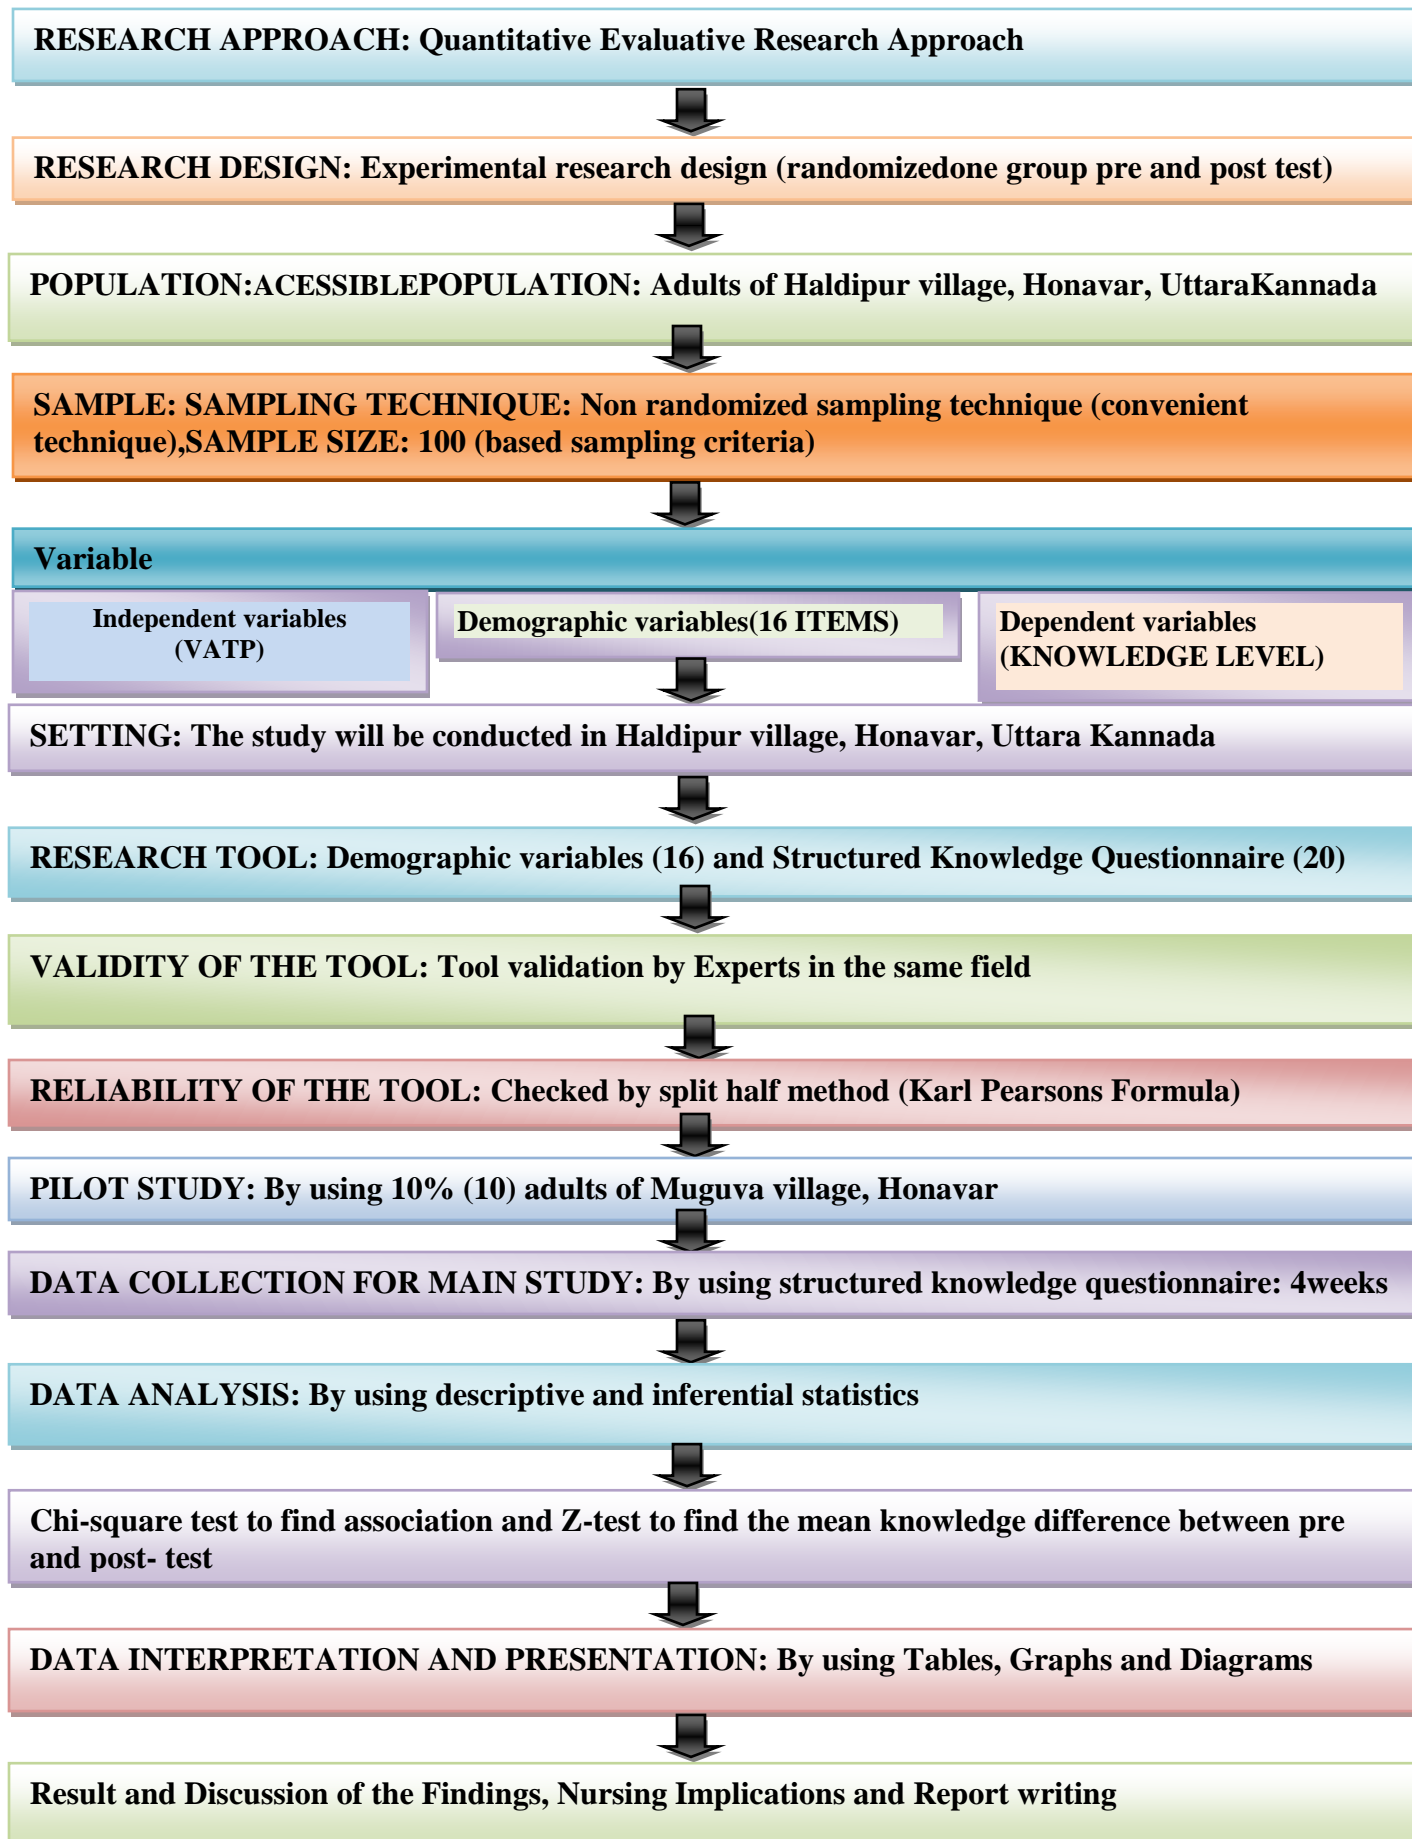 RESEARCH APPROACH: Quantitative Evaluative Research Approach
RESEARCH DESIGN: Experimental research design (randomizedone group pre and post test)
POPULATION:ACESSIBLEPOPULATION: Adults of Haldipur village, Honavar, UttaraKannada
SAMPLE: SAMPLING TECHNIQUE: Non randomized sampling technique (convenient
technique),SAMPLE SIZE: 100 (based sampling criteria)
Variable
Independent variables
(VATP)
Demographic variables(16 ITEMS)
Dependent variables
(KNOWLEDGE LEVEL)
SETTING: The study will be conducted in Haldipur village, Honavar, Uttara Kannada
RESEARCH TOOL: Demographic variables (16) and Structured Knowledge Questionnaire (20)
VALIDITY OF THE TOOL: Tool validation by Experts in the same field
RELIABILITY OF THE TOOL: Checked by split half method (Karl Pearsons Formula)
PILOT STUDY: By using 10% (10) adults of Muguva village, Honavar
DATA COLLECTION FOR MAIN STUDY: By using structured knowledge questionnaire: 4weeks
DATA ANALYSIS: By using descriptive and inferential statistics
Chi-square test to find association and Z-test to find the mean knowledge difference between pre
and post- test
DATA INTERPRETATION AND PRESENTATION: By using Tables, Graphs and Diagrams
Result and Discussion of the Findings, Nursing Implications and Report writing